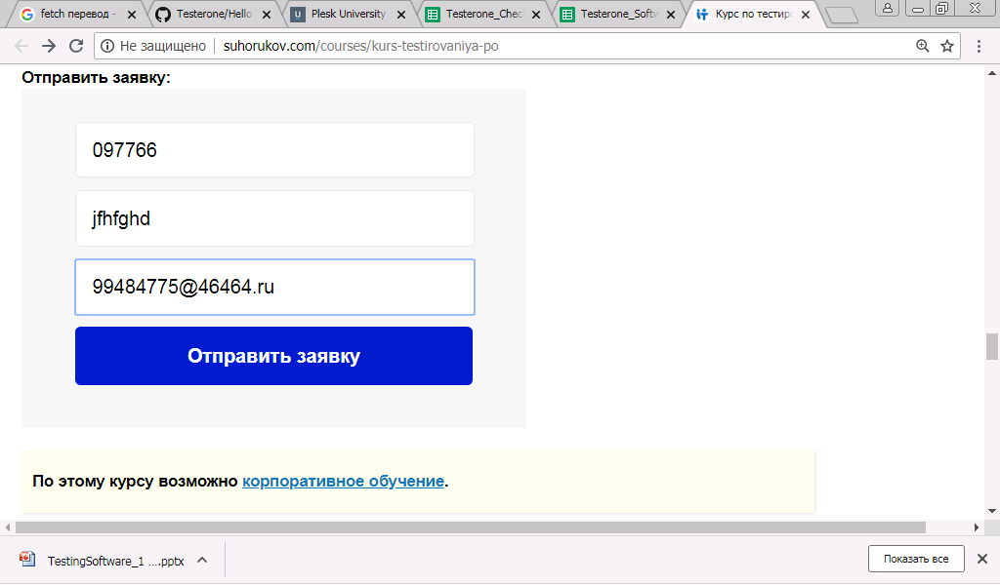 fetch перевод -
Testerone/Hello
Plesk University
Testerone_Chec
Testerone_Softw
Курс по тестиро
Не защищено
suhorukov.com/courses/kurs-testirovaniya-po
Отправить заявку:
097766
jfhfghd
99484775@46464.ru
Отправить заявку
По этому курсу возможно корпоративное обучение.
TestingSoftware_1 ....pptx
Показать все